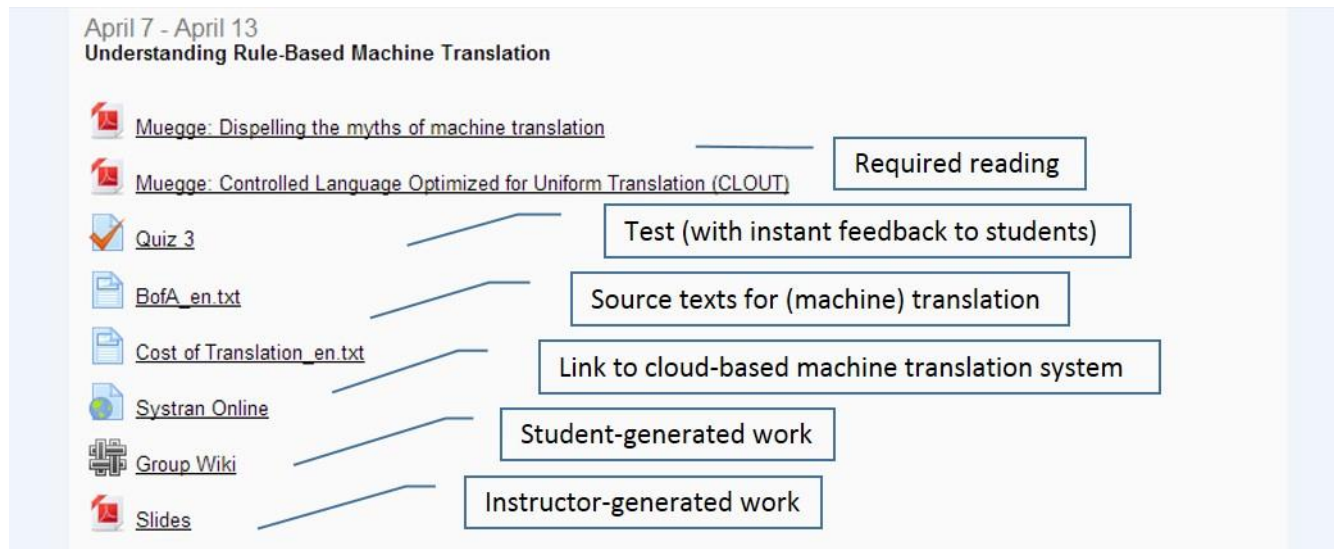 April 7 - April 13
Understanding Rule-Based Machine Translation
Muegge: Dispelling the myths of machine translation
Required reading
Muegge: Controlled Language Optimized for Uniform Translation (CLOUT)
Quiz 3
Test (with instant feedback to students)
BofA_en.txt
Source texts for (machine) translation
Cost of Translation_en.txt
Link to cloud-based machine translation system
Systran Online
Student-generated work
Group Wiki
Instructor-generated work
Slides